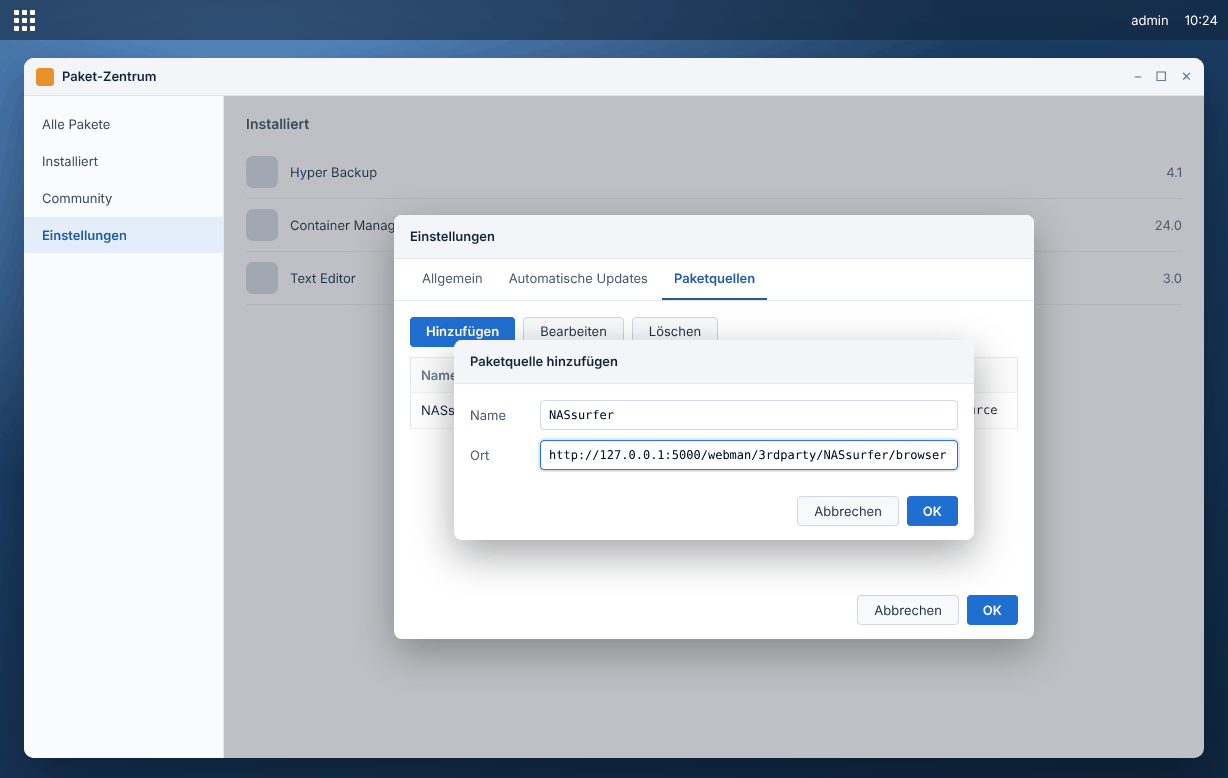 admin 10:24
Paket-Zentrum
Alle Pakete
Installiert
Community
Einstellungen
Installiert
Hyper Backup 4.1
Container Manag 24.0
Text Editor 3.0
Einstellungen
Allgemein Automatische Updates Paketquellen
Hinzufügen Bearbeiten Löschen
Name
NASs
Paketquelle hinzufügen
Name NASsurfer
Ort http://127.0.0.1:5000/webman/3rdparty/NASsurfer/browser
Abbrechen OK
Abbrechen OK